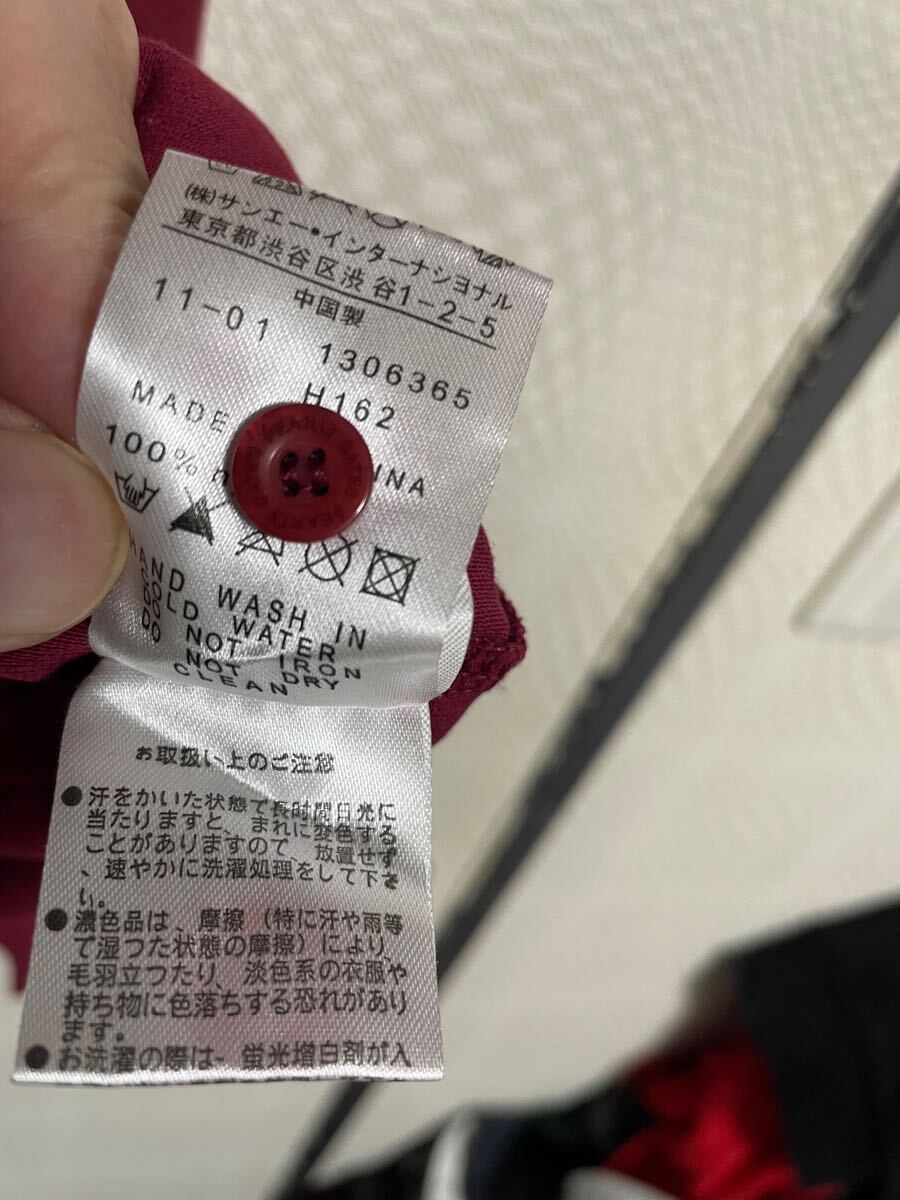 (株)サンエー・インターナショナル
東京都渋谷区渋谷1-2-5
中国製
11-01 1306365
H162
MADE INA
100%
HAND WASH IN
COLD WATER
DO NOT IRON
DO NOT DRY
CLEAN
お取扱い上のご注意
●汗をかいた状態で長時間日光に
当たりますと、まれに変色する
ことがありますので、放置せず
、速やかに洗濯処理をして下さ
い。
●濃色品は、摩擦（特に汗や雨等
で湿つた状態の摩擦）により、
毛羽立つたり、淡色系の衣服や
持ち物に色落ちする恐れがあり
ます。
●お洗濯の際は- 蛍光増白剤が入